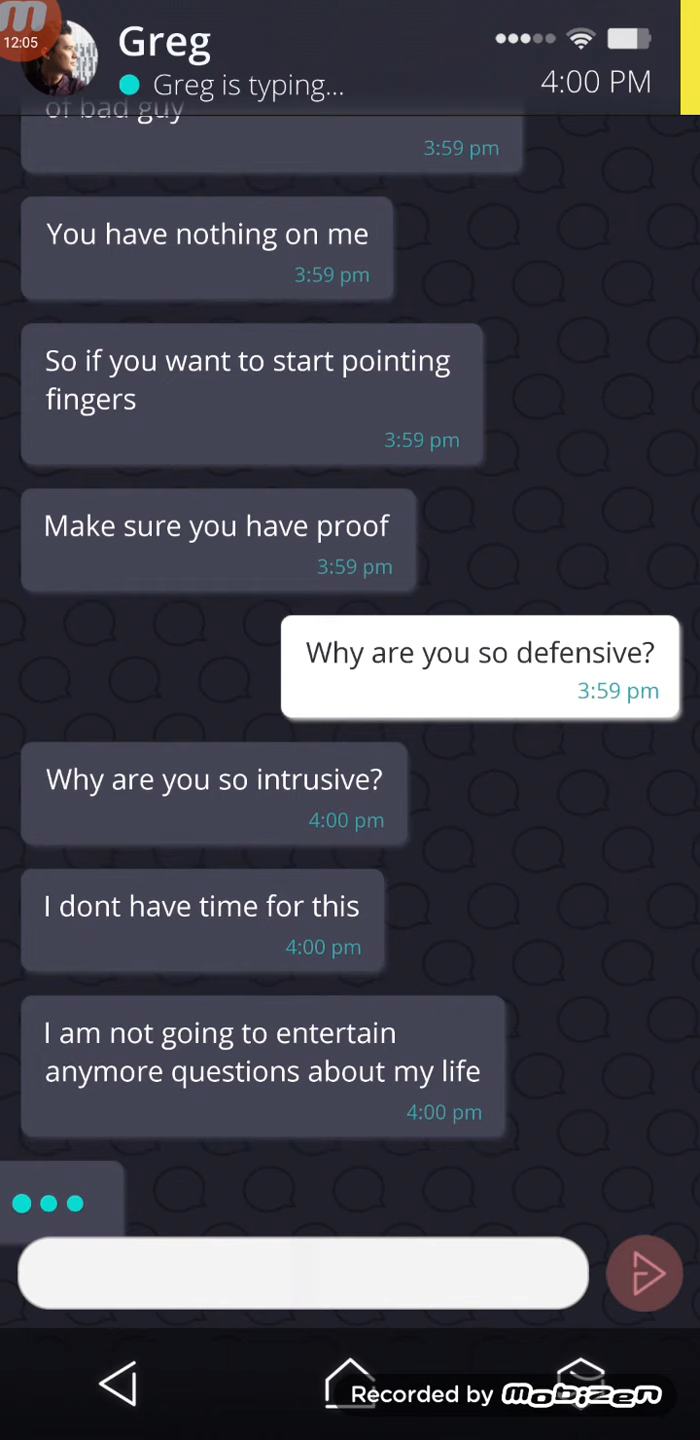 12:05
Greg
Greg is typing...
4:00 PM
of bad guy
3:59 pm
You have nothing on me
3:59 pm
So if you want to start pointing
fingers
3:59 pm
Make sure you have proof
3:59 pm
Why are you so defensive?
3:59 pm
Why are you so intrusive?
4:00 pm
I dont have time for this
4:00 pm
I am not going to entertain
anymore questions about my life
4:00 pm
Recorded by mobizen